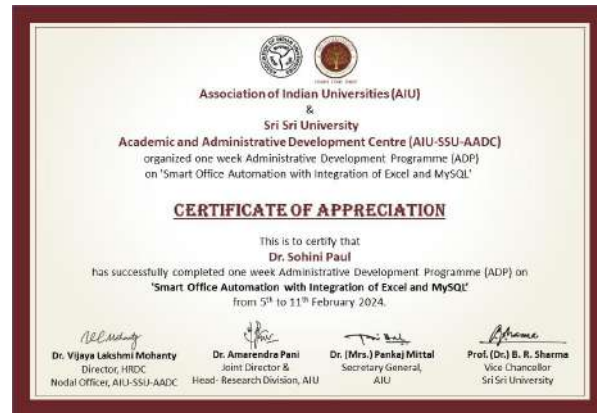 Association of Indian Universities (AIU)
&
Sri Sri University
Academic and Administrative Development Centre (AIU-SSU-AADC)
organized one week Administrative Development Programme (ADP)
on 'Smart Office Automation with Integration of Excel and MySQL'
CERTIFICATE OF APPRECIATION
This is to certify that
Dr. Sohini Paul
has successfully completed one week Administrative Development Programme (ADP) on
'Smart Office Automation with Integration of Excel and MySQL'
from 5th to 11th February 2024.
Dr. Vijaya Lakshmi Mohanty
Director, HRDC
Nodal Officer, AIU-SSU-AADC
Dr. Amarendra Pani
Joint Director &
Head- Research Division, AIU
Dr. (Mrs.) Pankaj Mittal
Secretary General,
AIU
Prof. (Dr.) B. R. Sharma
Vice Chancellor
Sri Sri University